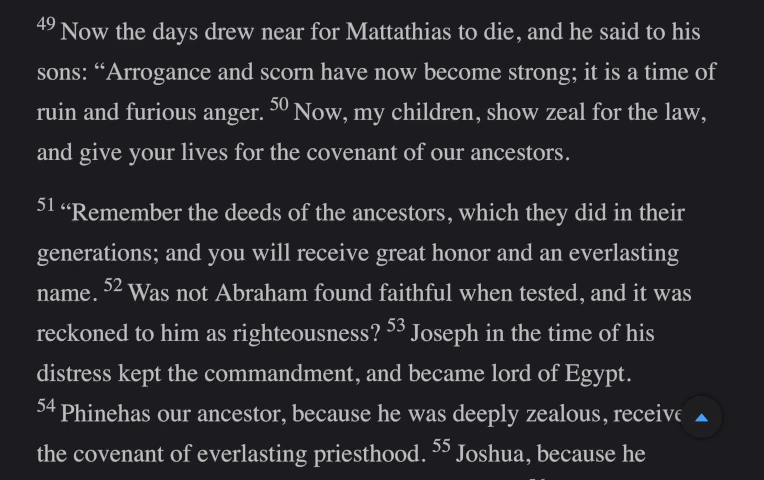 49 Now the days drew near for Mattathias to die, and he said to his
sons: “Arrogance and scorn have now become strong; it is a time of
ruin and furious anger. 50 Now, my children, show zeal for the law,
and give your lives for the covenant of our ancestors.
51 “Remember the deeds of the ancestors, which they did in their
generations; and you will receive great honor and an everlasting
name. 52 Was not Abraham found faithful when tested, and it was
reckoned to him as righteousness? 53 Joseph in the time of his
distress kept the commandment, and became lord of Egypt.
54 Phinehas our ancestor, because he was deeply zealous, receive
the covenant of everlasting priesthood. 55 Joshua, because he